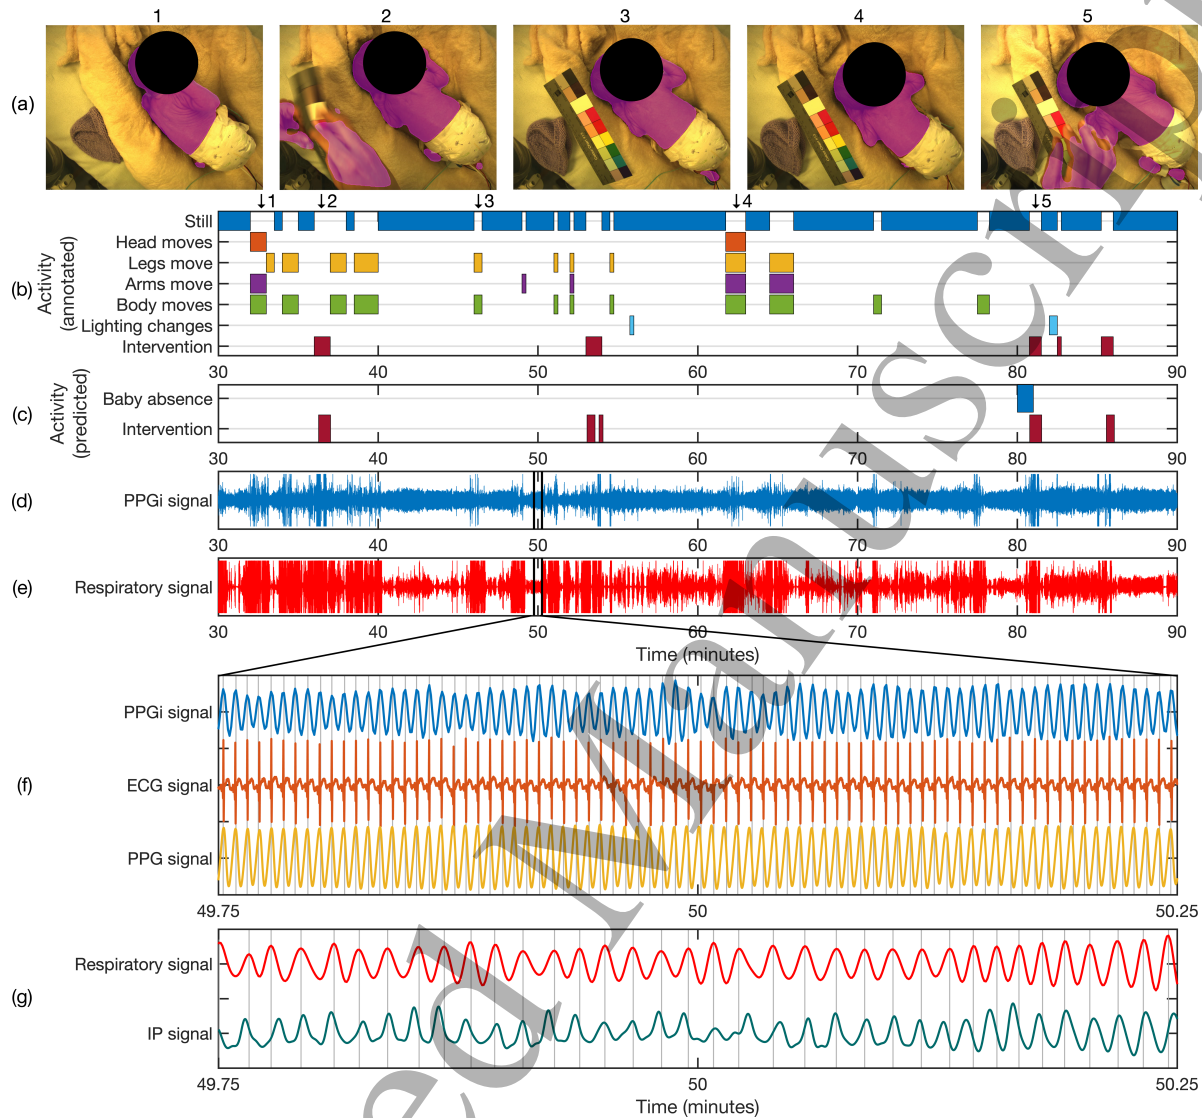 1 2 3 4 5
(a)
↓1 ↓2 ↓3 ↓4 ↓5
Still
Head moves
Legs move
Arms move
Body moves
Lighting changes
Intervention
(b)
Activity
(annotated)
30 40 50 60 70 80 90
Baby absence
Intervention
(c)
Activity
(predicted)
30 40 50 60 70 80 90
(d)
PPGi signal
30 40 50 60 70 80 90
(e)
Respiratory signal
30 40 50 60 70 80 90
Time (minutes)
PPGi signal
(f)
ECG signal
PPG signal
49.75 50 50.25
Respiratory signal
(g)
IP signal
49.75 50 50.25
Time (minutes)
ed Manuscrip